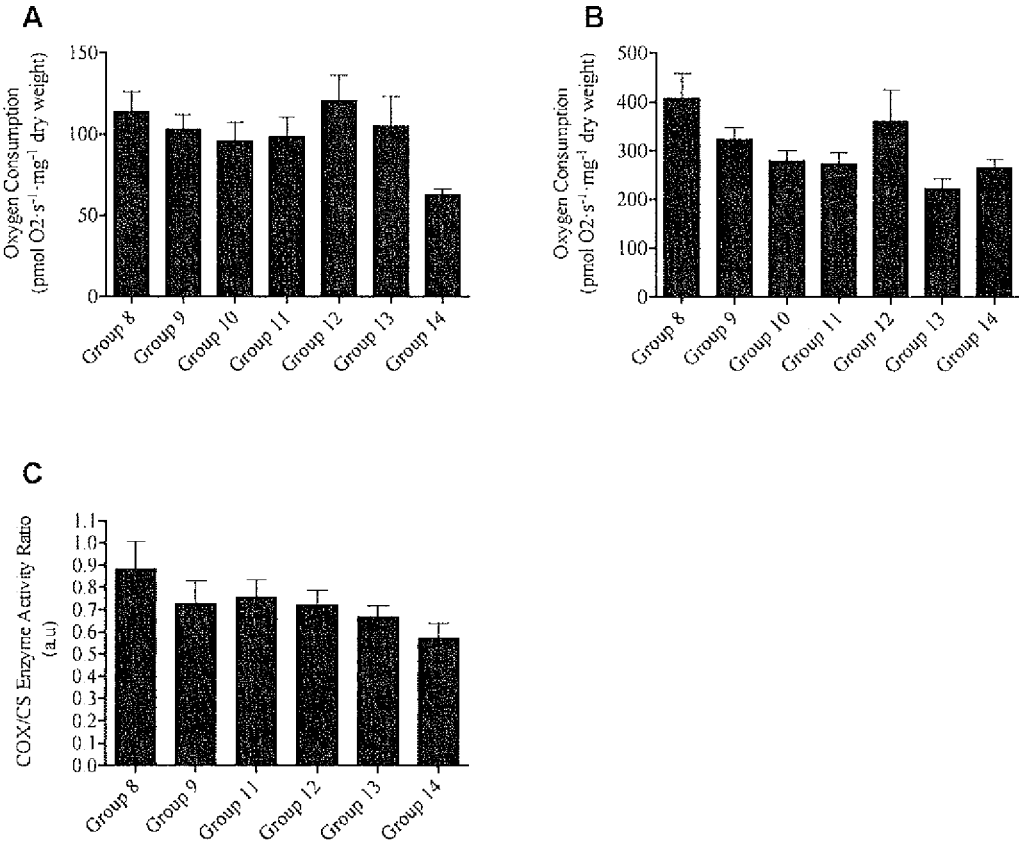 A
Oxygen Consumption
(pmol O2·s⁻¹·mg⁻¹ dry weight)
150
100
50
0
Group 8
Group 9
Group 10
Group 11
Group 12
Group 13
Group 14
B
Oxygen Consumption
(pmol O2·s⁻¹·mg⁻¹ dry weight)
500
400
300
200
100
0
Group 8
Group 9
Group 10
Group 11
Group 12
Group 13
Group 14
C
COX/CS Enzyme Activity Ratio
(a.u)
1.1
1.0
0.9
0.8
0.7
0.6
0.5
0.4
0.3
0.2
0.1
0.0
Group 8
Group 9
Group 11
Group 12
Group 13
Group 14